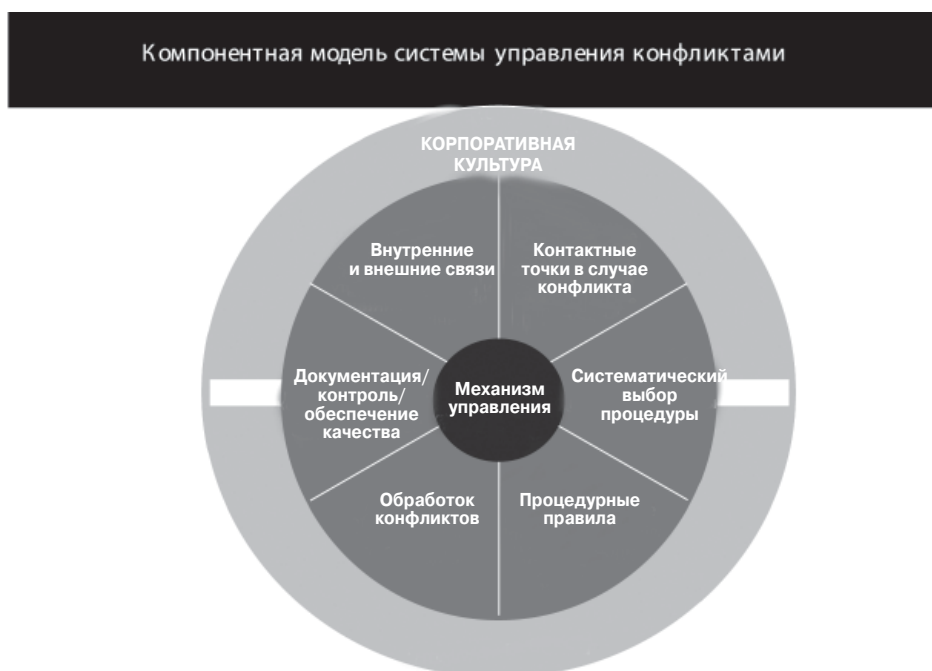 Компонентная модель системы управления конфликтами
КОРПОРАТИВНАЯ
КУЛЬТУРА
Внутренние
и внешние связи
Контактные
точки в случае
конфликта
Документация/
контроль/
обеспечение
качества
Механизм
управления
Систематический
выбор
процедуры
Обработок
конфликтов
Процедурные
правила